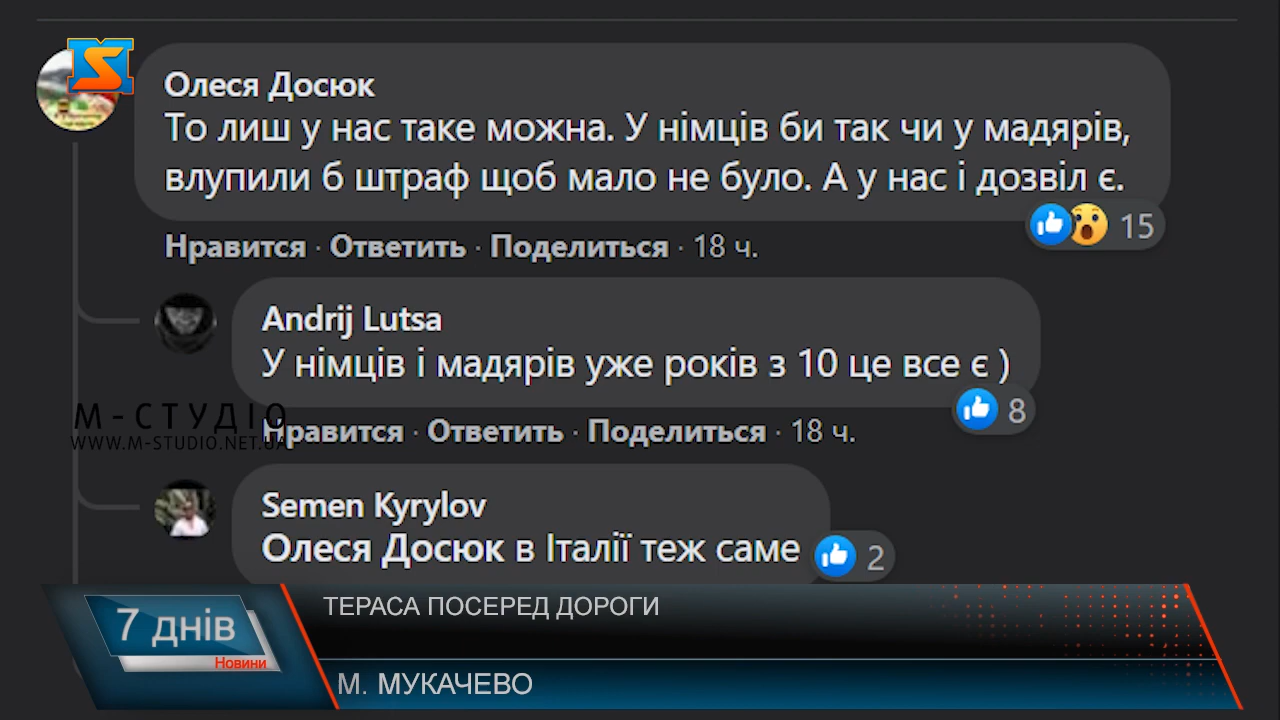 Олеся Досюк
То лиш у нас таке можна. У німців би так чи у мадярів,
влупили б штраф щоб мало не було. А у нас і дозвіл є.
15
Нравится · Ответить · Поделиться · 18 ч.
Andrij Lutsa
У німців і мадярів уже років з 10 це все є )
8
М-СТУДІО
WWW.M-STUDIO.NET.UA
Нравится · Ответить · Поделиться · 18 ч.
Semen Kyrylov
Олеся Досюк в Італії теж саме
2
7 днів
Новини
ТЕРАСА ПОСЕРЕД ДОРОГИ
М. МУКАЧЕВО